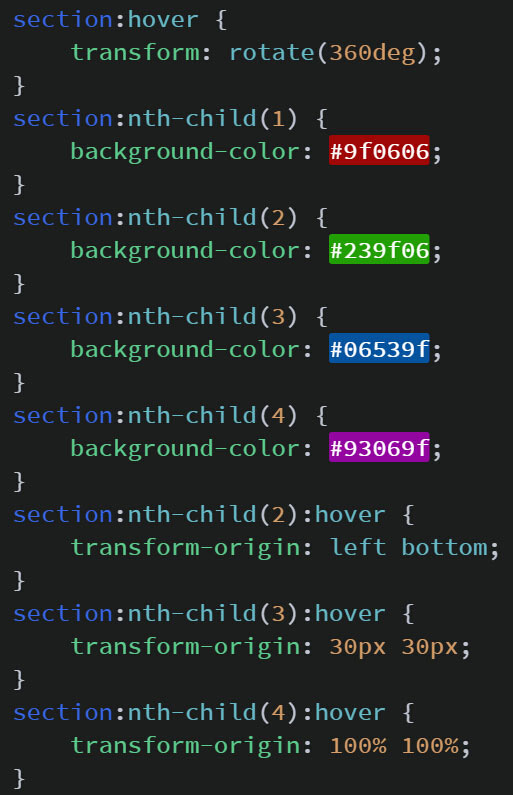 section:hover {
    transform: rotate(360deg);
}
section:nth-child(1) {
    background-color: #9f0606;
}
section:nth-child(2) {
    background-color: #239f06;
}
section:nth-child(3) {
    background-color: #06539f;
}
section:nth-child(4) {
    background-color: #93069f;
}
section:nth-child(2):hover {
    transform-origin: left bottom;
}
section:nth-child(3):hover {
    transform-origin: 30px 30px;
}
section:nth-child(4):hover {
    transform-origin: 100% 100%;
}